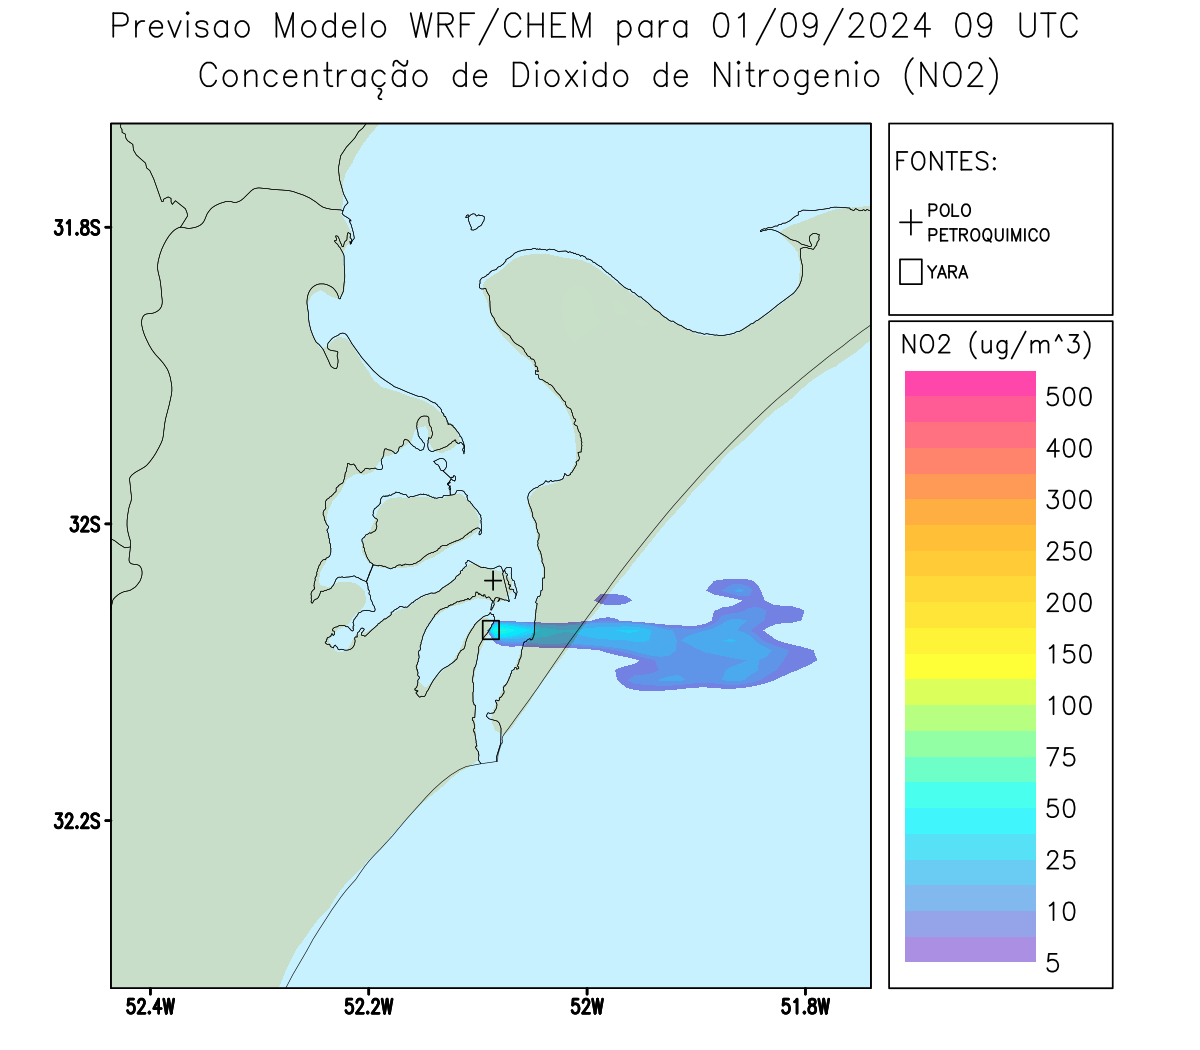 Previsao Modelo WRF/CHEM para 01/09/2024 09 UTC
Concentração de Dioxido de Nitrogenio (NO2)
FONTES:
POLO
PETROQUIMICO
YARA
NO2 (ug/m^3)
500
400
300
250
200
150
100
75
50
25
10
5
31.8S
32S
32.2S
52.4W
52.2W
52W
51.8W